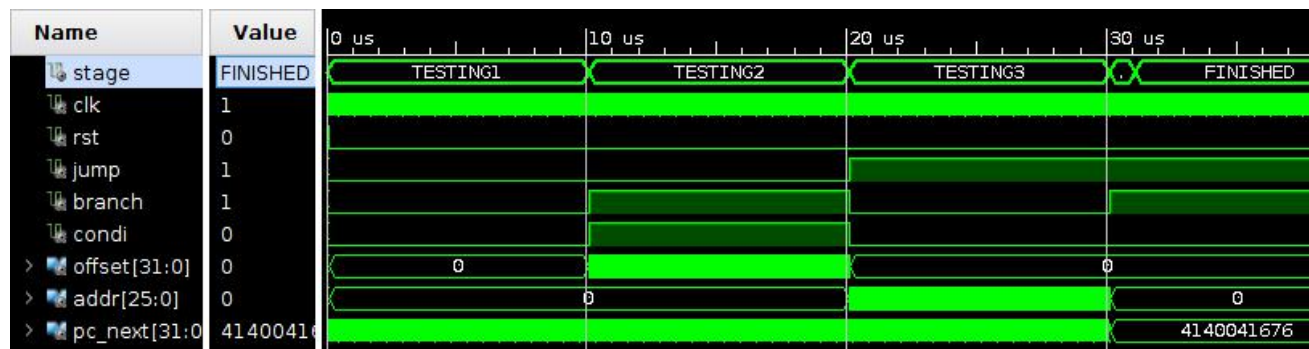 Name Value 0 us 10 us 20 us 30 us
stage FINISHED TESTING1 TESTING2 TESTING3 . FINISHED
clk 1
rst 0
jump 1
branch 1
condi 0
> offset[31:0] 0 0 0
> addr[25:0] 0 0 0
> pc_next[31:0 41400416 4140041676